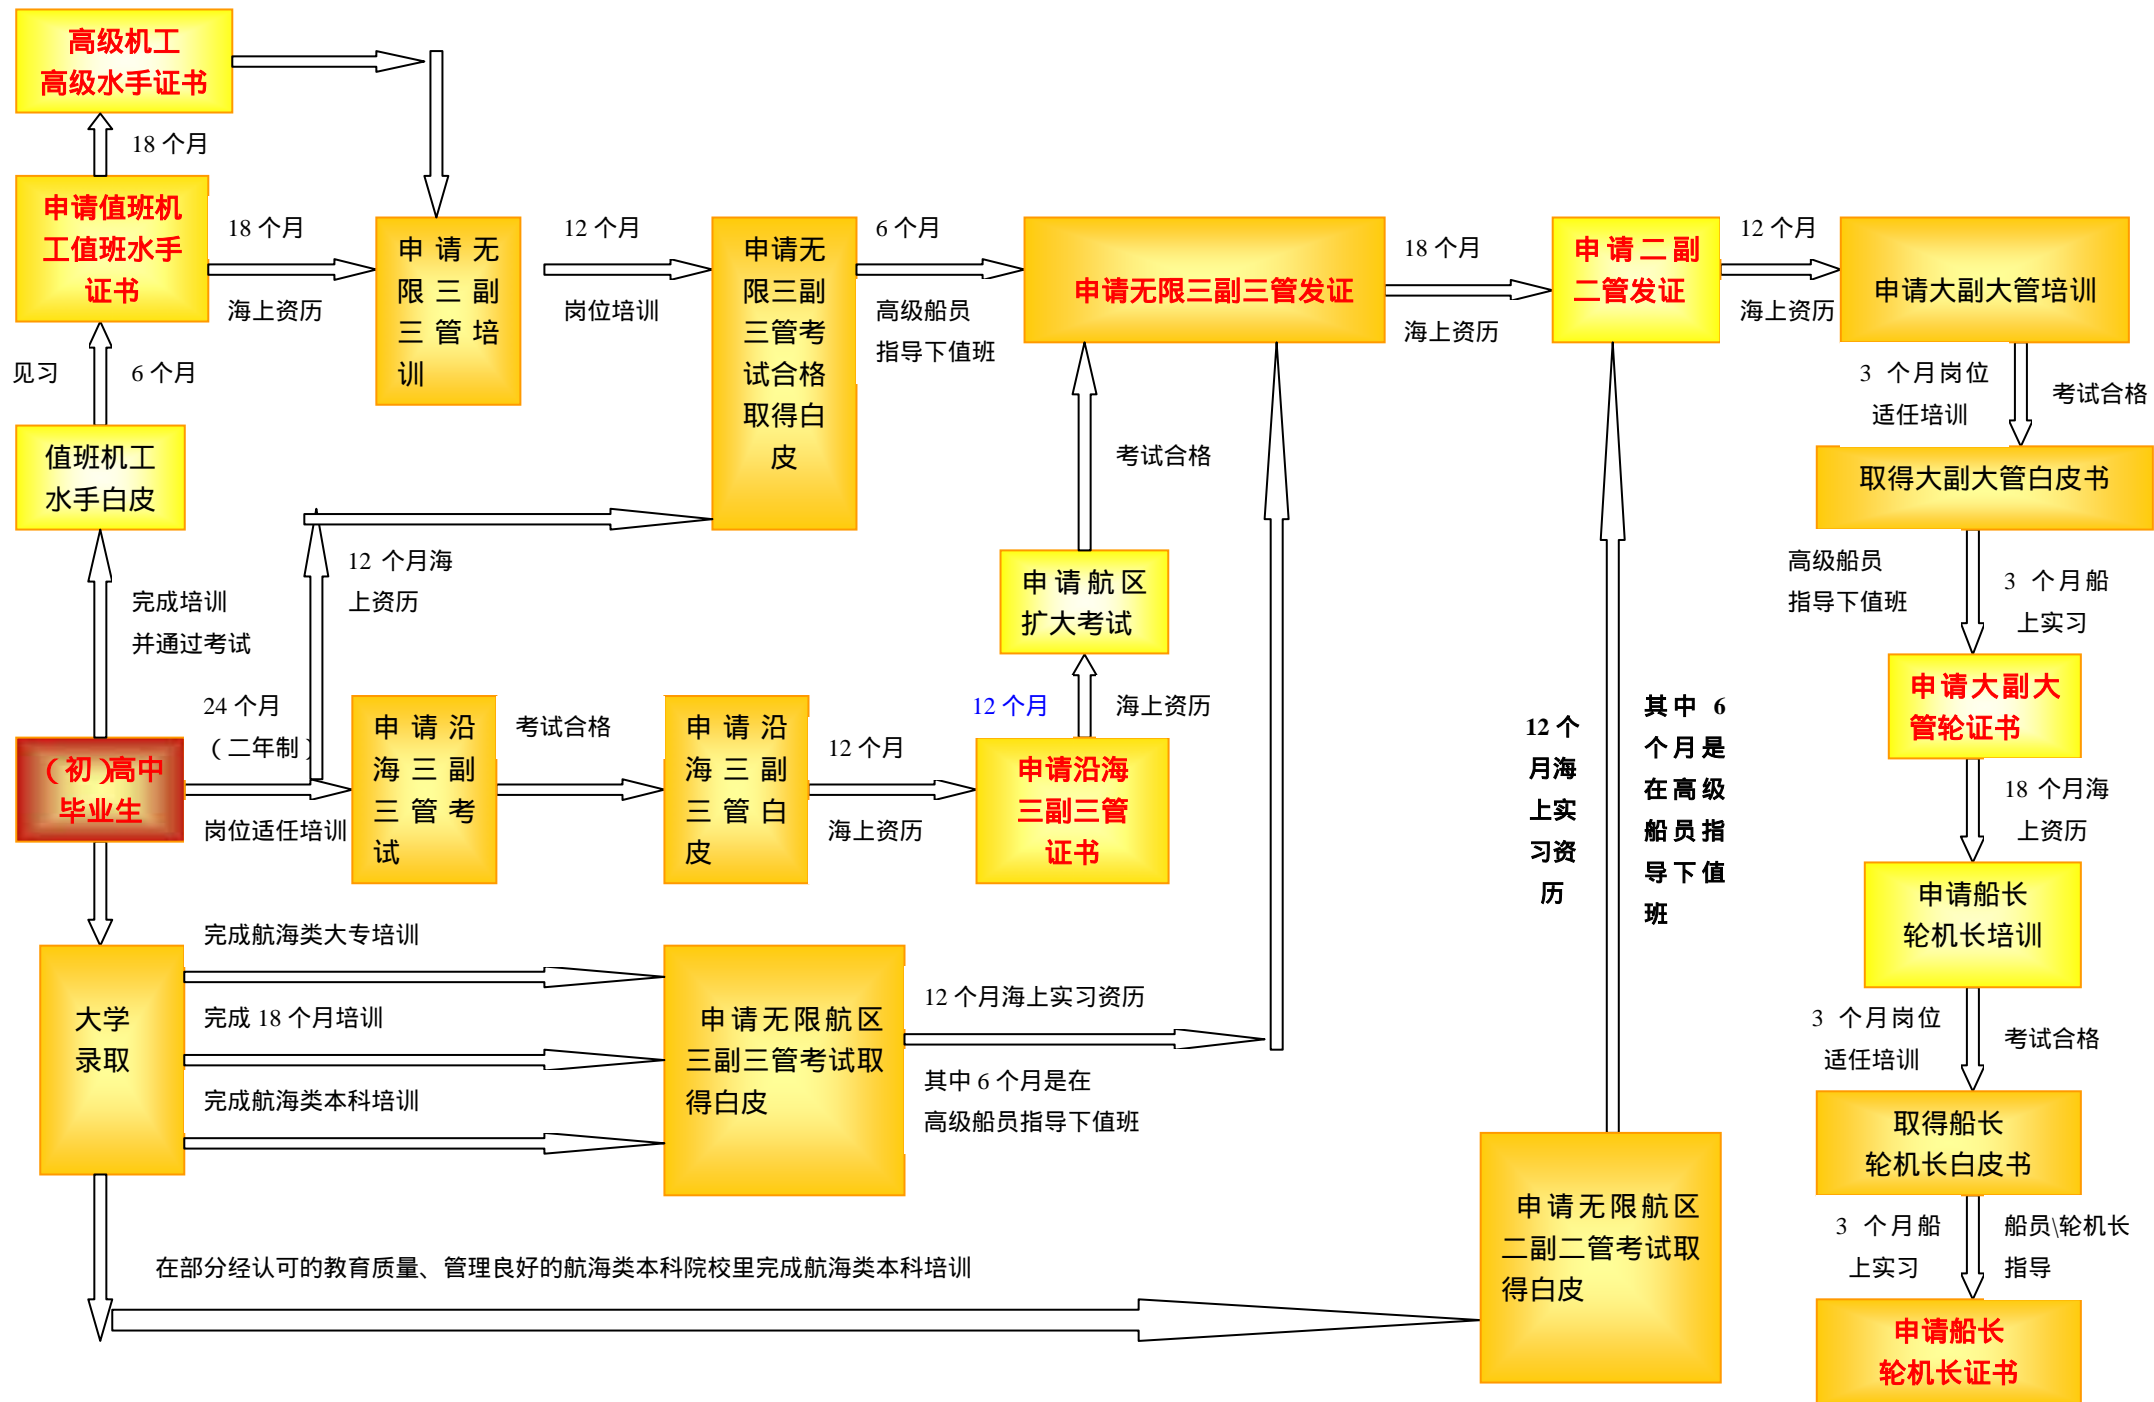 高级机工
高级水手证书
18 个月
申请值班机
工值班水手
证书
18 个月
海上资历
申请无
限三副
三管培
训
12 个月
岗位培训
申请无
限三副
三管考
试合格
取得白
皮
6 个月
高级船员
指导下值班
申请无限三副三管发证
18 个月
海上资历
申请二副
二管发证
12 个月
海上资历
申请大副大管培训
见习
6 个月
3 个月岗位
适任培训
考试合格
值班机工
水手白皮
考试合格
取得大副大管白皮书
12 个月海
上资历
完成培训
并通过考试
申请航区
扩大考试
高级船员
指导下值班
3 个月船
上实习
24 个月
（二年制）
岗位适任培训
(初)高中
毕业生
申请沿
海三副
三管考
试
考试合格
申请沿
海三副
三管白
皮
12 个月
海上资历
12 个月
海上资历
申请沿海
三副三管
证书
12 个
月海
上实
习资
历
其中 6
个月是
在高级
船员指
导下值
班
申请大副大
管轮证书
18 个月海
上资历
申请船长
轮机长培训
大学
录取
完成航海类大专培训
完成 18 个月培训
完成航海类本科培训
申请无限航区
三副三管考试取
得白皮
12 个月海上实习资历
其中 6 个月是在
高级船员指导下值班
3 个月岗位
适任培训
考试合格
取得船长
轮机长白皮书
申请无限航区
二副二管考试取
得白皮
3 个月船
上实习
船员\轮机长
指导
在部分经认可的教育质量、管理良好的航海类本科院校里完成航海类本科培训
申请船长
轮机长证书